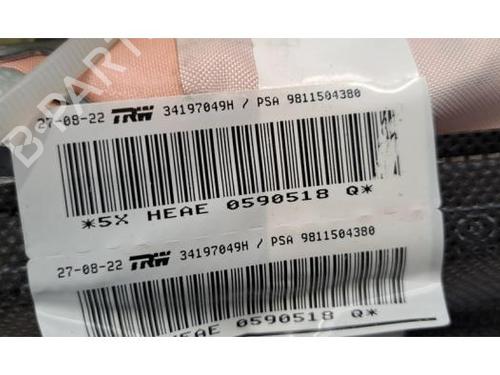 27-08-22 TRW 34197049H / PSA 9811504380
*5X HEAE 0590518 Q*
27-08-22 TRW 34197049H / PSA 9811504380
HEAE 0590518 Q*